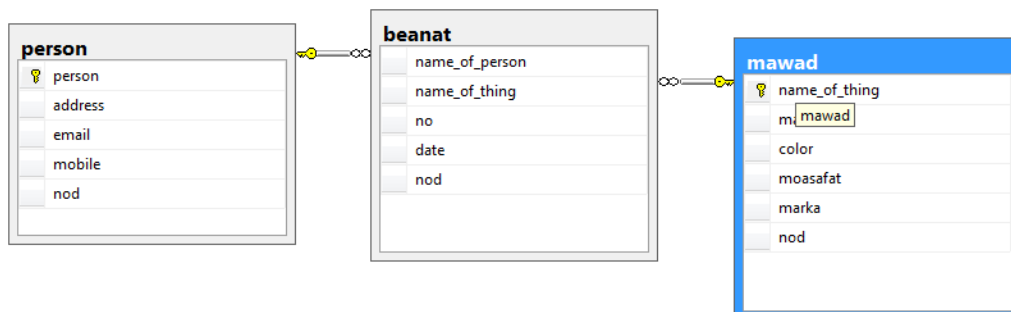 person
person
address
email
mobile
nod
beanat
name_of_person
name_of_thing
no
date
nod
mawad
name_of_thing
mawad
color
moasafat
marka
nod